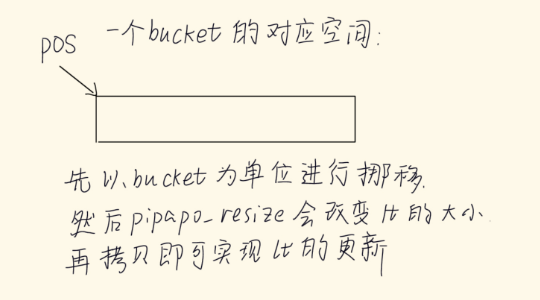 一个bucket的对应空间:
pos
先以bucket为单位进行挪移.
然后pipapo_resize会改变lt的大小.
再拷贝即可实现lt的更新